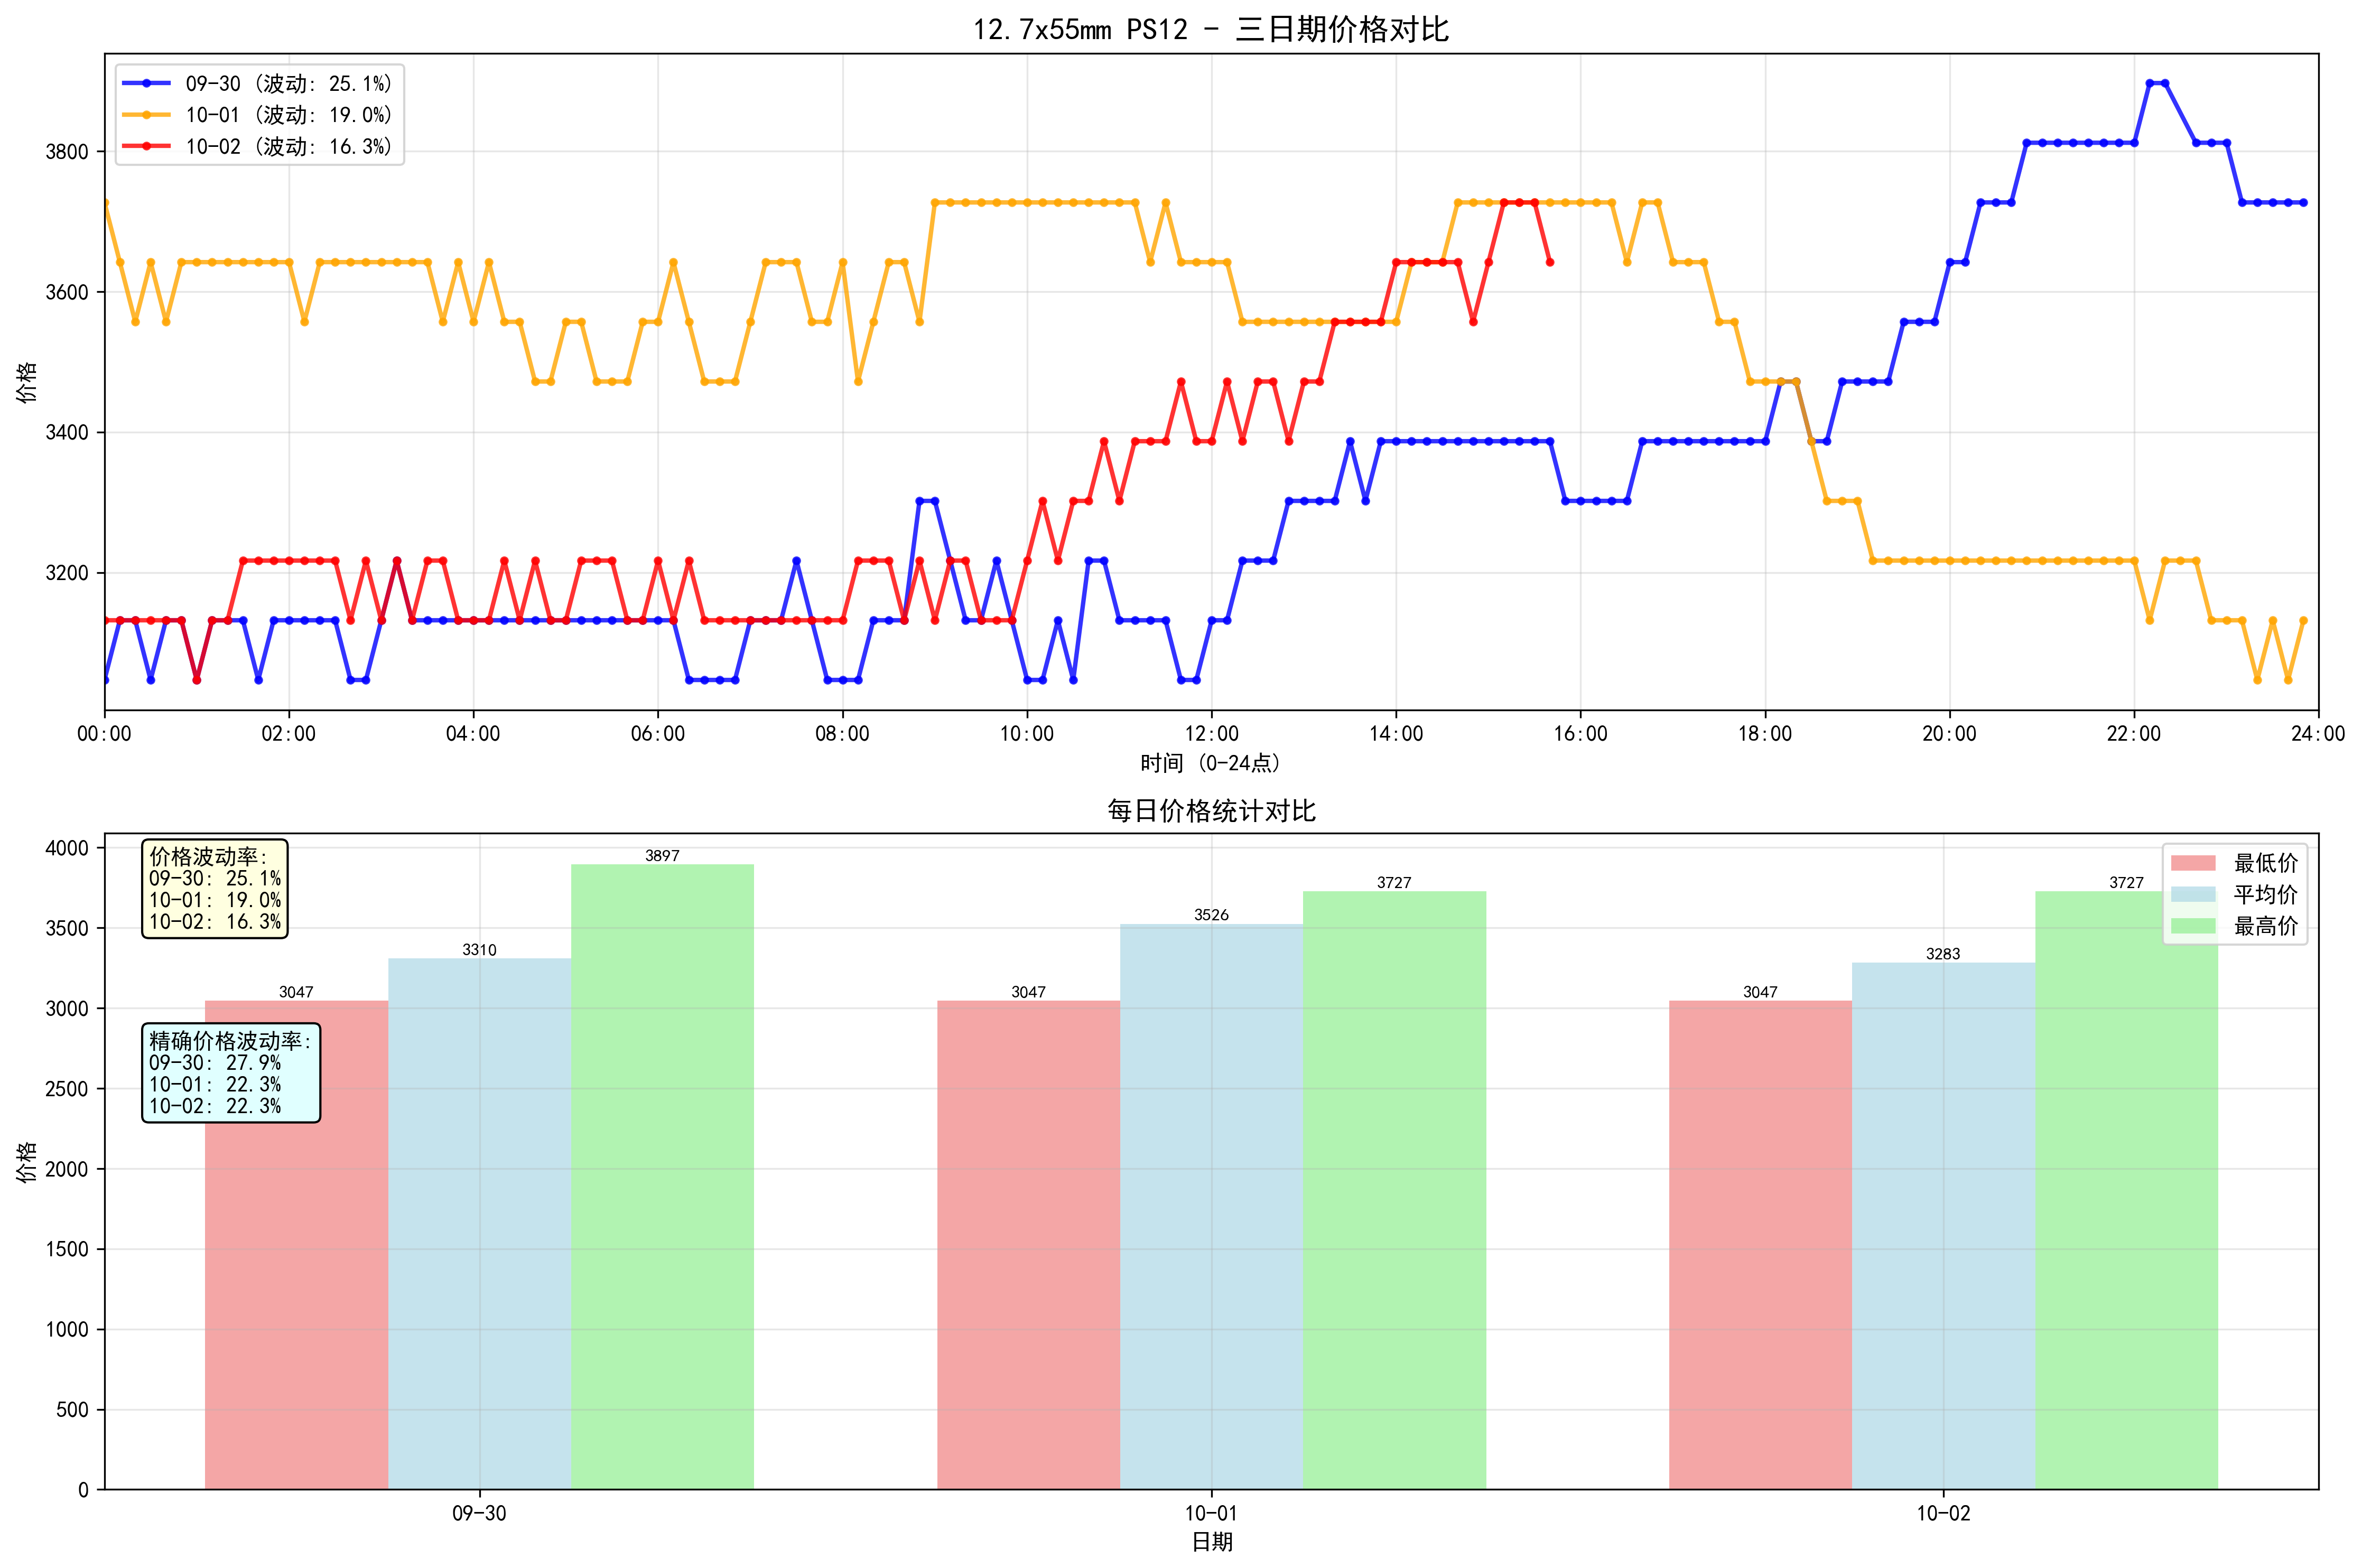 12.7x55mm PS12 - 三日期价格对比
09-30 (波动: 25.1%)
10-01 (波动: 19.0%)
10-02 (波动: 16.3%)
价格
3800
3600
3400
3200
00:00 02:00 04:00 06:00 08:00 10:00 12:00 14:00 16:00 18:00 20:00 22:00 24:00
时间 (0-24点)
每日价格统计对比
价格波动率:
09-30: 25.1%
10-01: 19.0%
10-02: 16.3%
精确价格波动率:
09-30: 27.9%
10-01: 22.3%
10-02: 22.3%
最低价
平均价
最高价
3047 3310 3897
3047 3526 3727
3047 3283 3727
价格
4000
3500
3000
2500
2000
1500
1000
500
0
09-30 10-01 10-02
日期